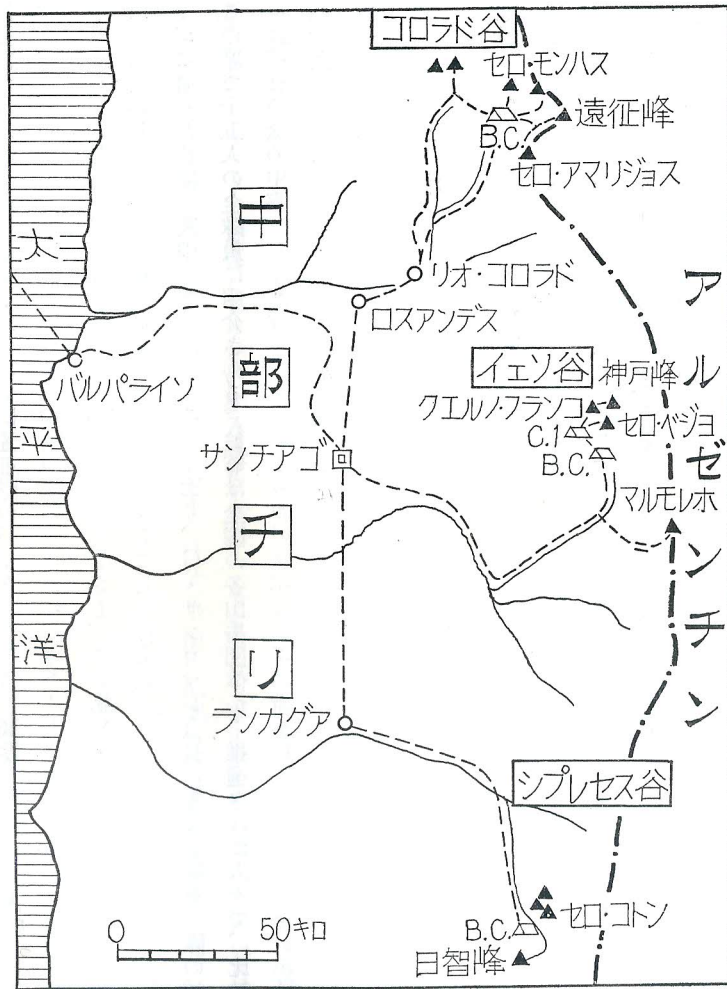 コロラド谷
セロ・モンハス
遠征峰
B.C.
セロ・アマリジョス
中部チリ
太平洋
アルゼンチン
リオ・コロラド
ロスアンデス
バルパライソ
イェソ谷
神戸峰
クエルノ・フランコ
C.1
セロ・ベジョ
B.C.
サンチアゴ
マルモレホ
ランカグア
シプレセス谷
セロ・コトン
B.C.
日智峰
0
50キロ